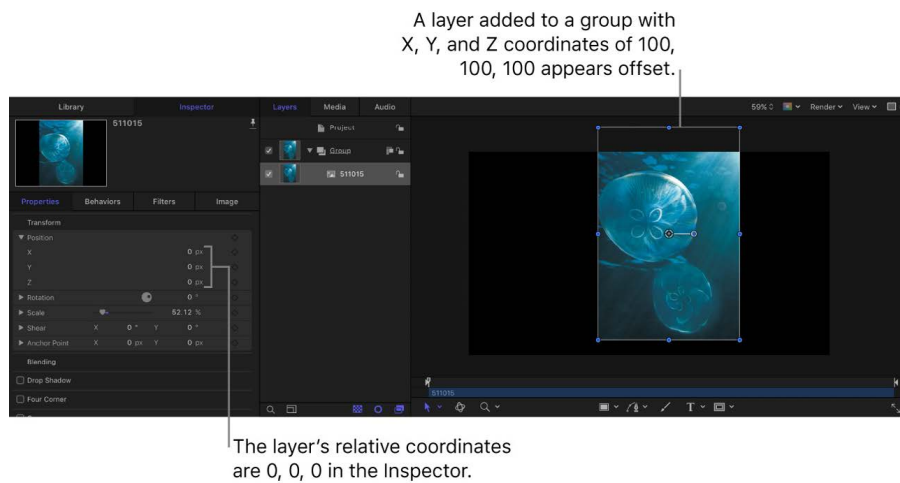 A layer added to a group with
X, Y, and Z coordinates of 100,
100, 100 appears offset.
Library Inspector Layers Media Audio 59% Render View
511015
Project
Group
511015
Properties Behaviors Filters Image
Transform
Position
X 0 px
Y 0 px
Z 0 px
Rotation 0 °
Scale 52.12 %
Shear X 0 ° Y 0 °
Anchor Point X 0 px Y 0 px
Blending
Drop Shadow
511015
Four Corner
T
The layer's relative coordinates
are 0, 0, 0 in the Inspector.